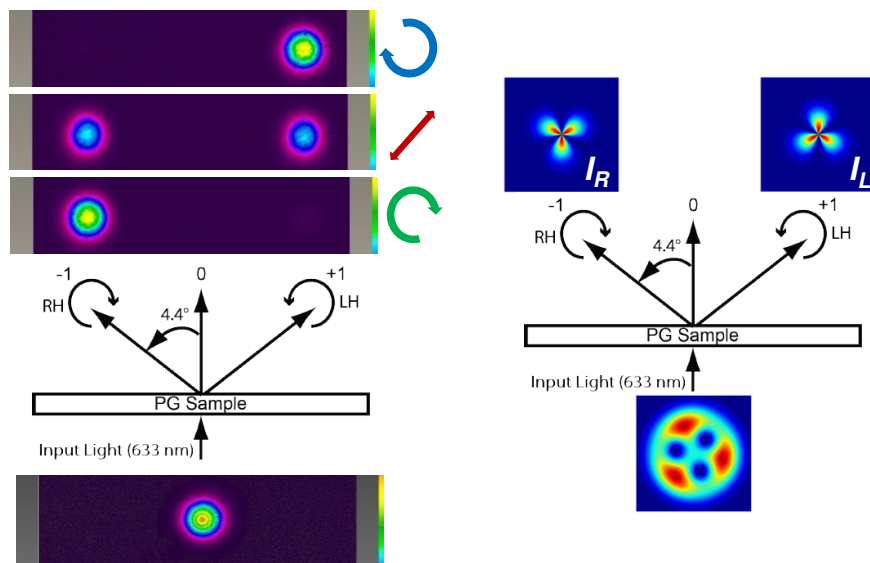 -1
0
+1
RH
4.4°
LH
PG Sample
Input Light (633 nm)
I_R
I_L
-1
0
+1
RH
4.4°
LH
PG Sample
Input Light (633 nm)